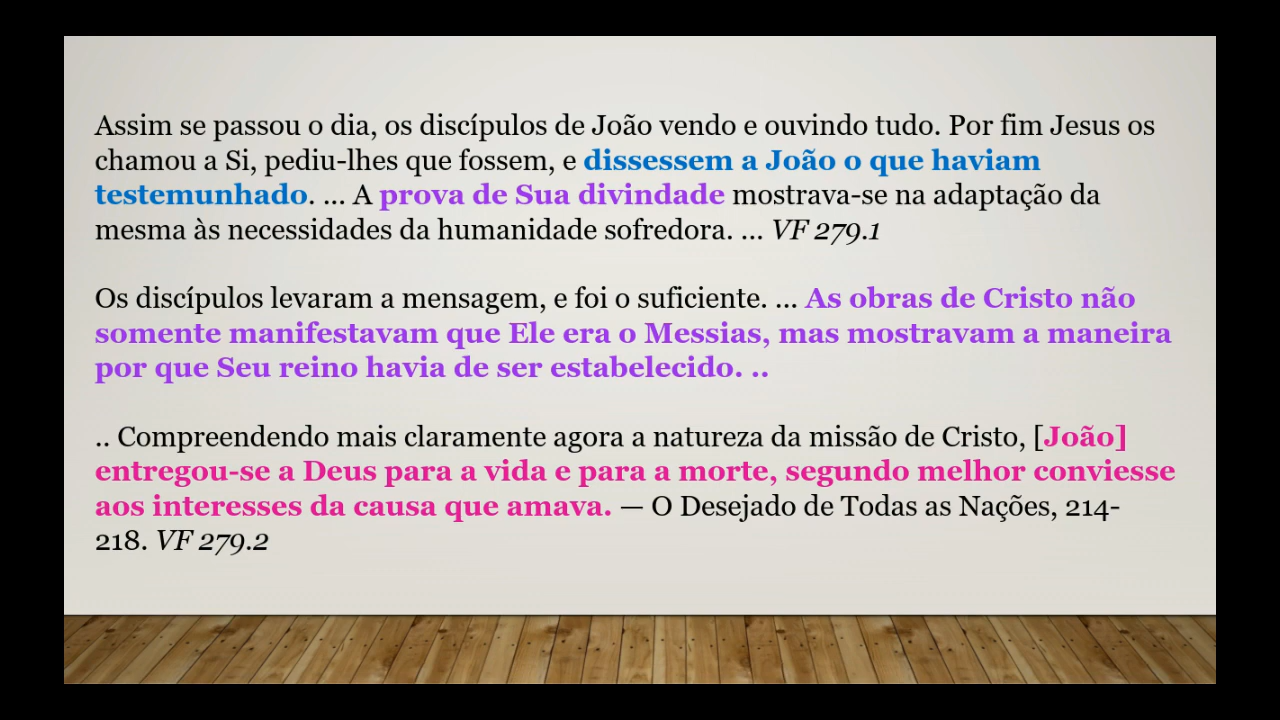 Assim se passou o dia, os discípulos de João vendo e ouvindo tudo. Por fim Jesus os
chamou a Si, pediu-lhes que fossem, e dissessem a João o que haviam
testemunhado. ... A prova de Sua divindade mostrava-se na adaptação da
mesma às necessidades da humanidade sofredora. ... VF 279.1
Os discípulos levaram a mensagem, e foi o suficiente. ... As obras de Cristo não
somente manifestavam que Ele era o Messias, mas mostravam a maneira
por que Seu reino havia de ser estabelecido. ..
.. Compreendendo mais claramente agora a natureza da missão de Cristo, [João]
entregou-se a Deus para a vida e para a morte, segundo melhor conviesse
aos interesses da causa que amava. — O Desejado de Todas as Nações, 214-
218. VF 279.2